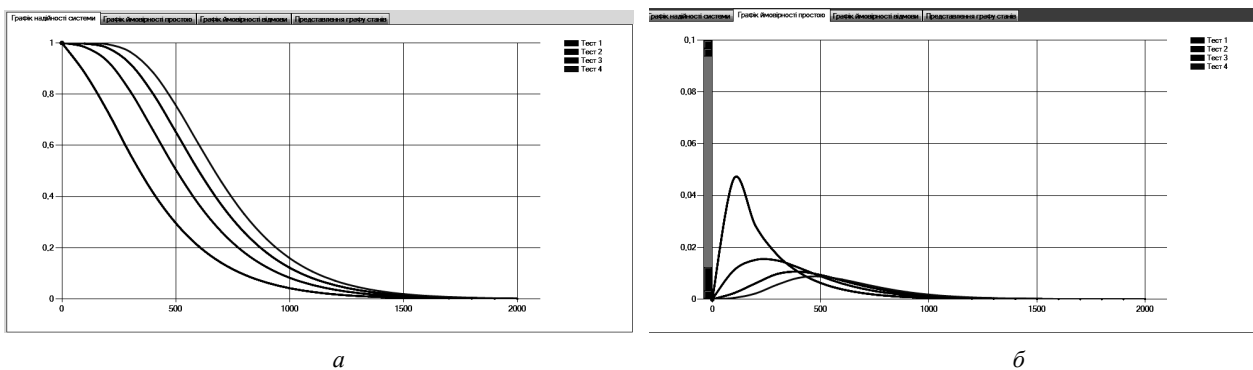 Графік надійності системи Графік ймовірності простою Графік ймовірності відмови Представлення графу станів
1
0,8
0,6
0,4
0,2
0
0 500 1000 1500 2000
Тест 1
Тест 2
Тест 3
Тест 4
а
Графік надійності системи Графік ймовірності простою Графік ймовірності відмови Представлення графу станів
0,1
0,08
0,06
0,04
0,02
0
0 500 1000 1500 2000
Тест 1
Тест 2
Тест 3
Тест 4
б